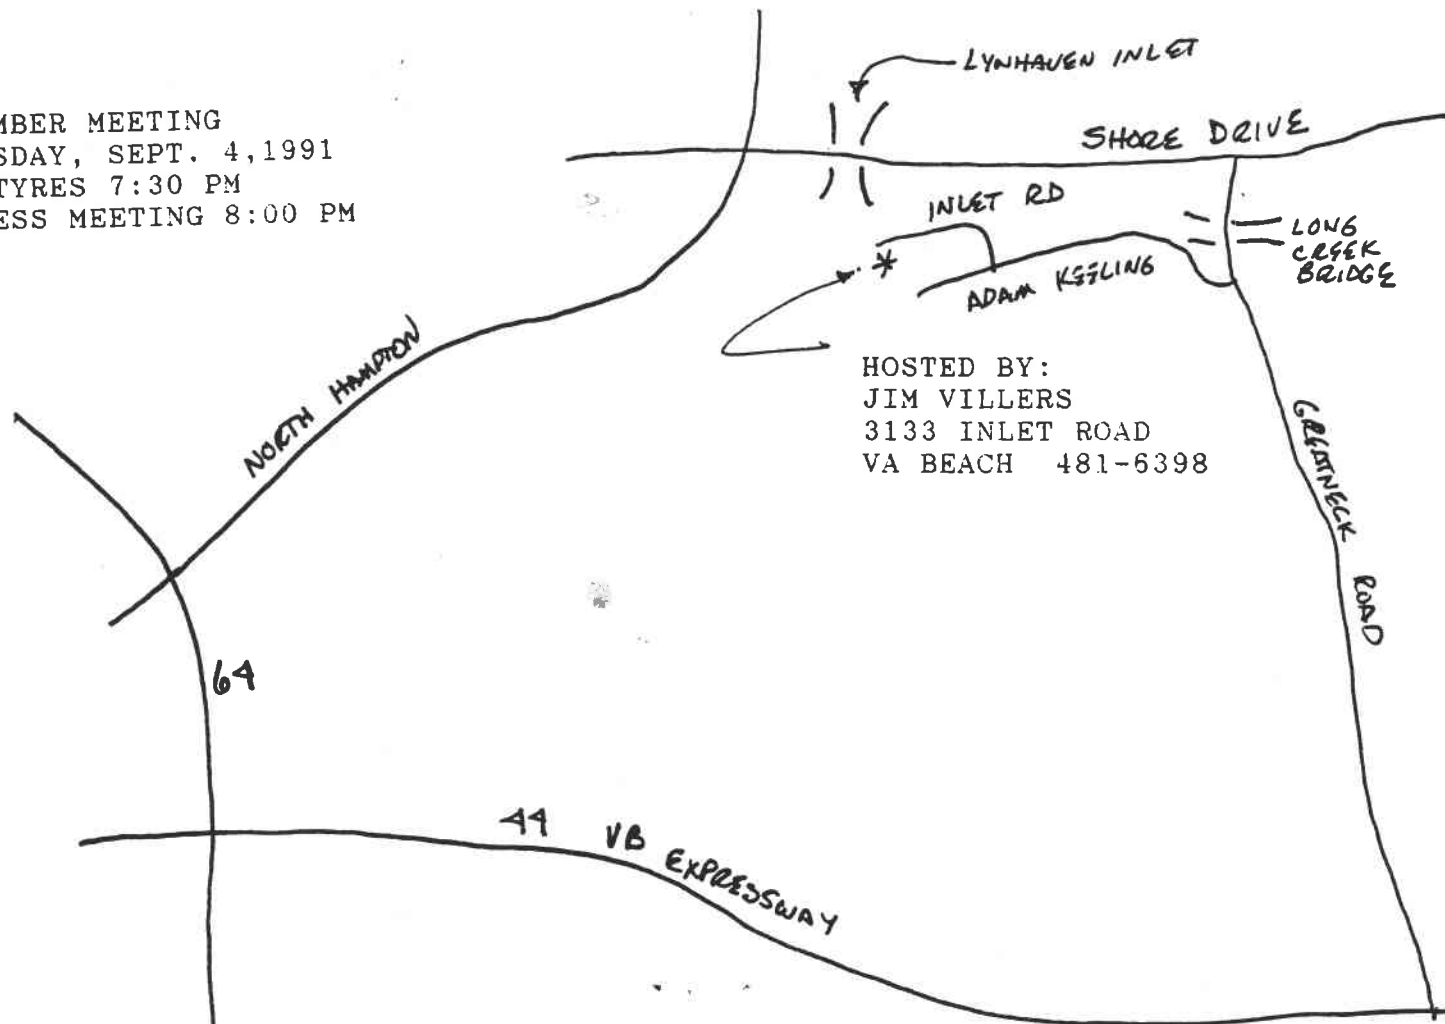 MBER MEETING
SDAY, SEPT. 4,1991
TYRES 7:30 PM
ESS MEETING 8:00 PM
LYNHAVEN INLET
SHORE DRIVE
INLET RD
LONG
CREEK
BRIDGE
ADAM KEELING
*
NORTH HAMPTON
HOSTED BY:
JIM VILLERS
3133 INLET ROAD
VA BEACH 481-6398
GREATNECK ROAD
64
44 VB EXPRESSWAY